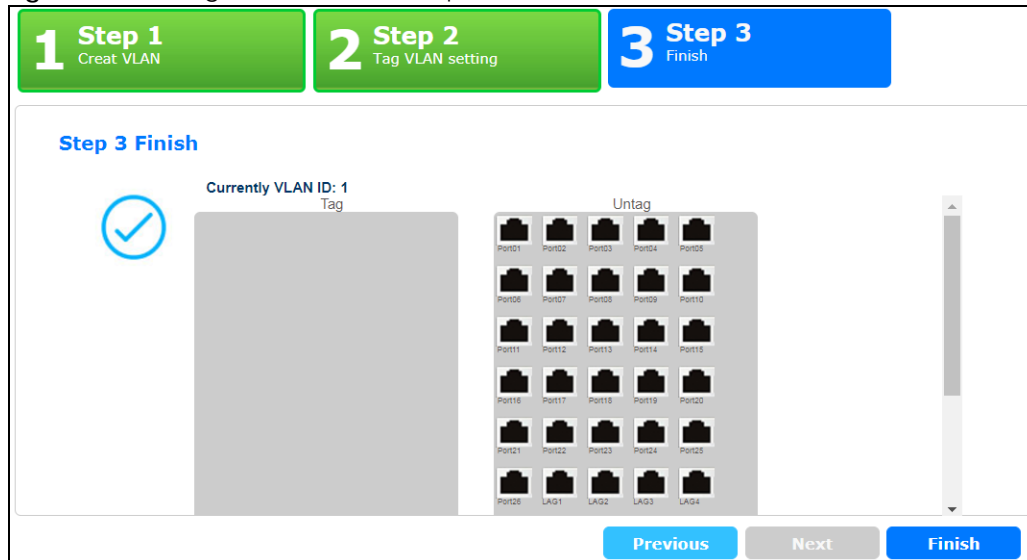 1 Step 1
Creat VLAN
2 Step 2
Tag VLAN setting
3 Step 3
Finish
Step 3 Finish
Currently VLAN ID: 1
Tag
Untag
Port01 Port02 Port03 Port04 Port05
Port06 Port07 Port08 Port09 Port10
Port11 Port12 Port13 Port14 Port15
Port16 Port17 Port18 Port19 Port20
Port21 Port22 Port23 Port24 Port25
Port26 LAG1 LAG2 LAG3 LAG4
Previous Next Finish